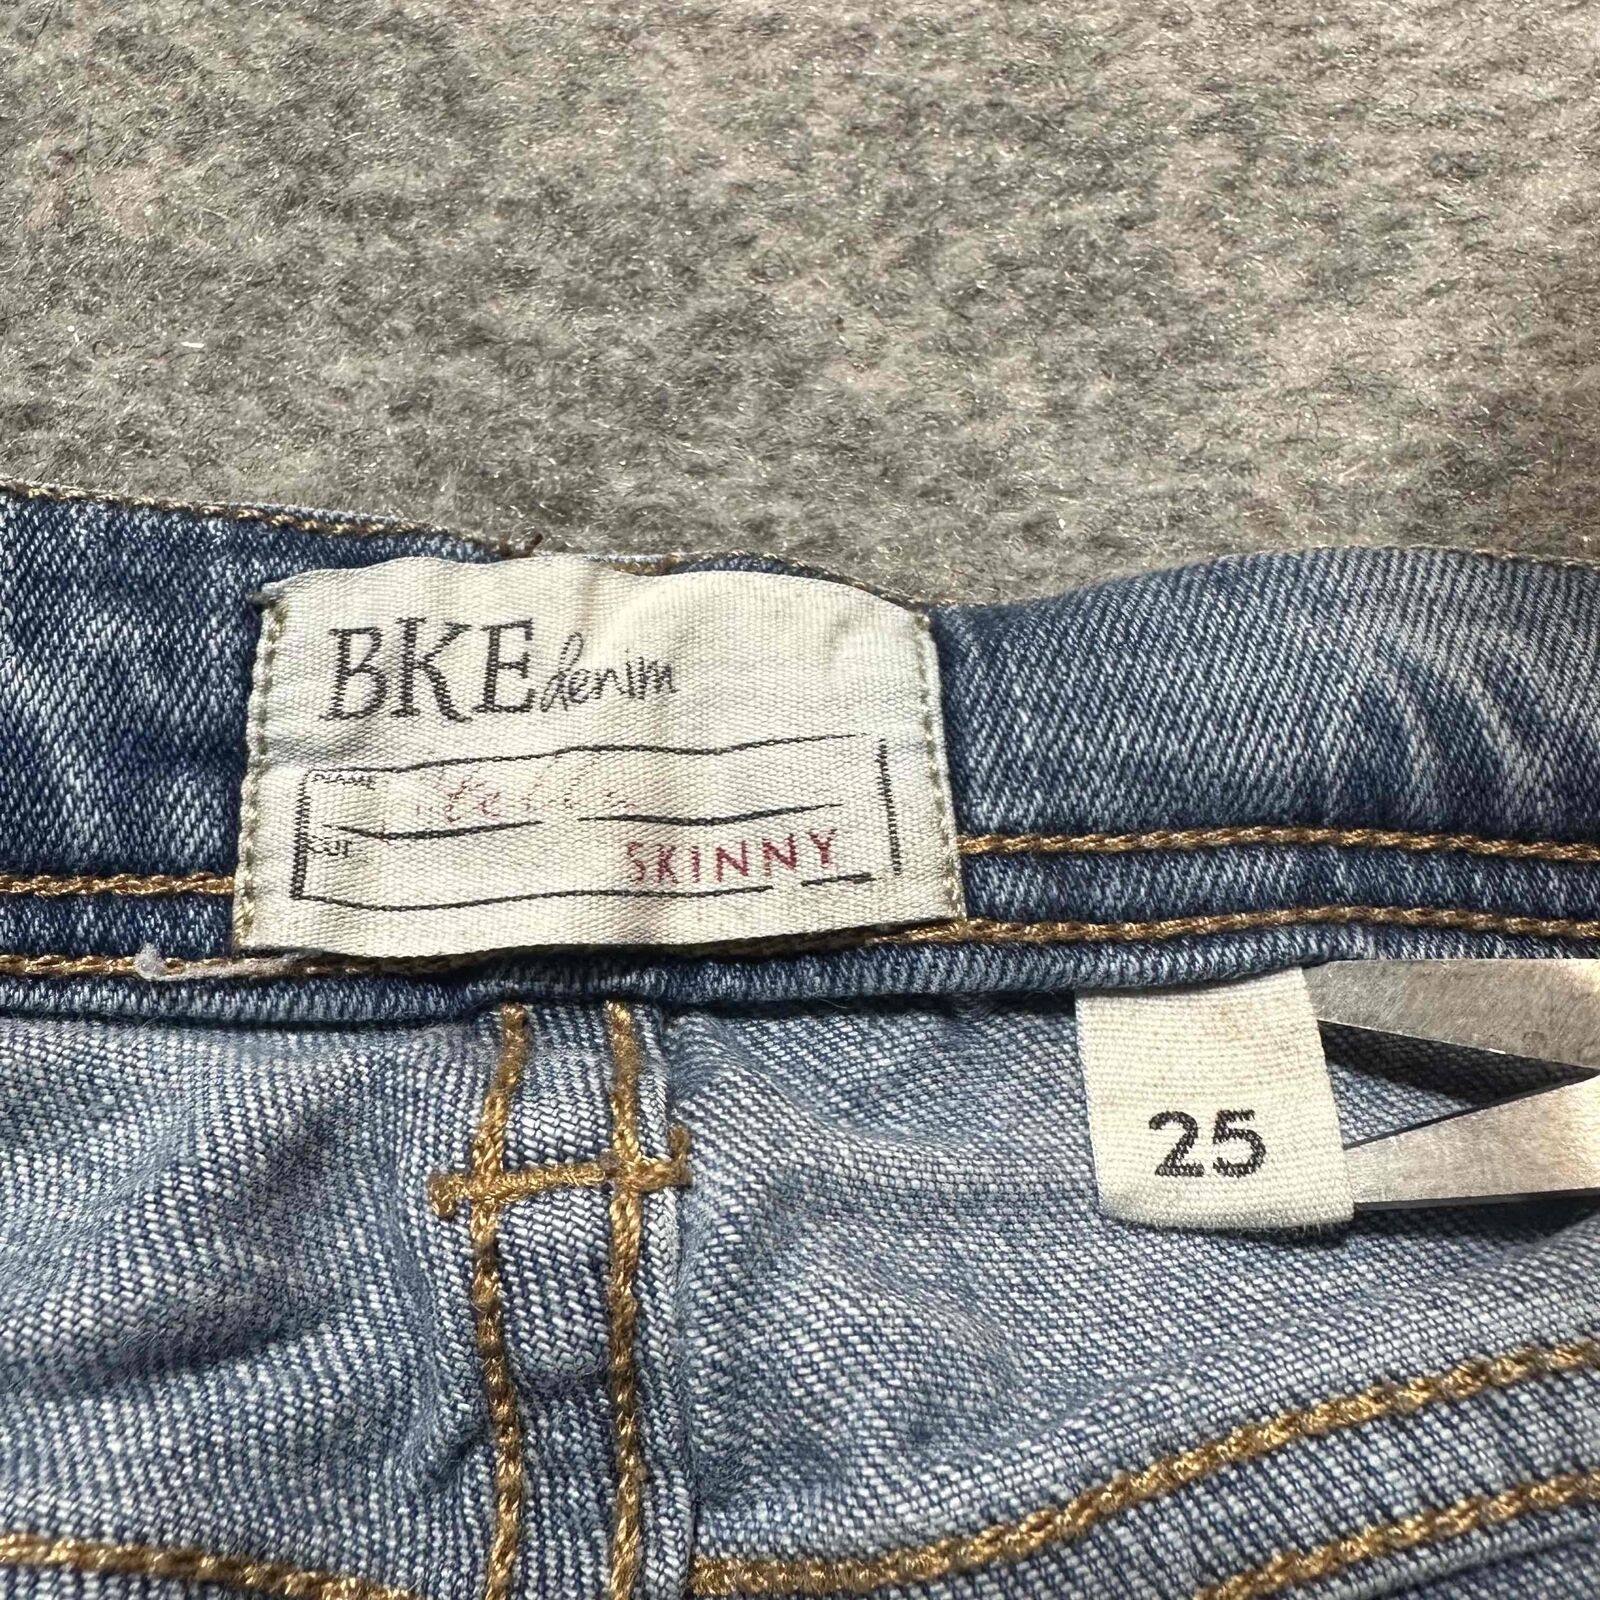 BKE denim
NAME
CUT SKINNY
25